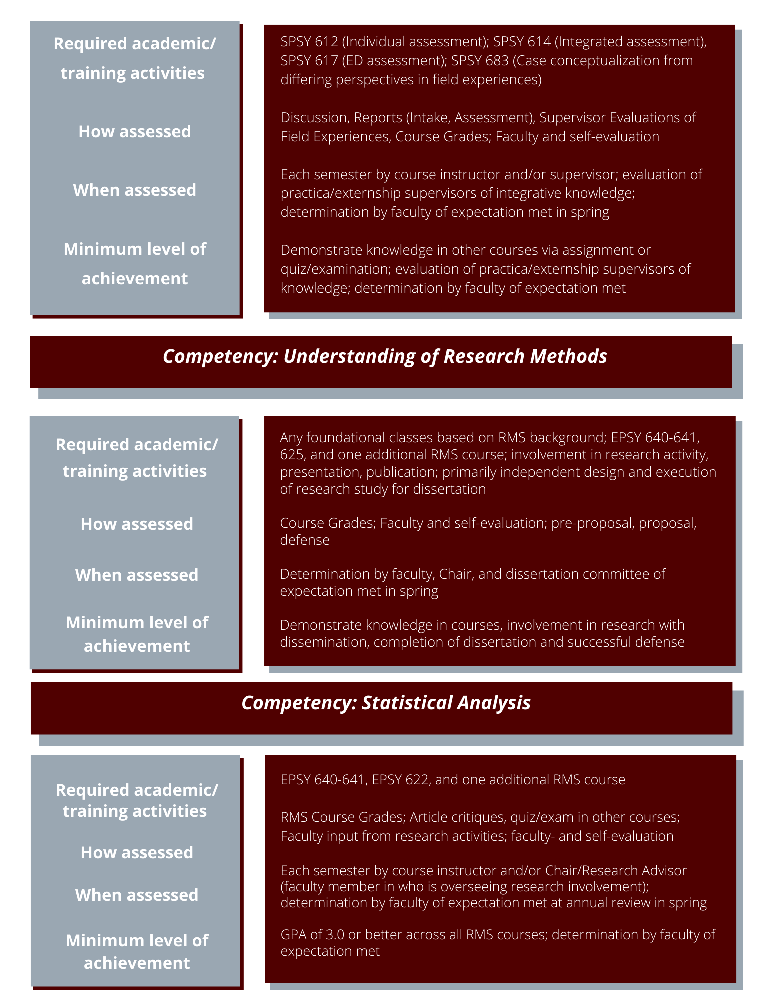 Required academic/
training activities
SPSY 612 (Individual assessment); SPSY 614 (Integrated assessment),
SPSY 617 (ED assessment); SPSY 683 (Case conceptualization from
differing perspectives in field experiences)
How assessed
Discussion, Reports (Intake, Assessment), Supervisor Evaluations of
Field Experiences, Course Grades; Faculty and self-evaluation
When assessed
Each semester by course instructor and/or supervisor; evaluation of
practica/externship supervisors of integrative knowledge;
determination by faculty of expectation met in spring
Minimum level of
achievement
Demonstrate knowledge in other courses via assignment or
quiz/examination; evaluation of practica/externship supervisors of
knowledge; determination by faculty of expectation met
Competency: Understanding of Research Methods
Required academic/
training activities
Any foundational classes based on RMS background; EPSY 640-641,
625, and one additional RMS course; involvement in research activity,
presentation, publication; primarily independent design and execution
of research study for dissertation
How assessed
Course Grades; Faculty and self-evaluation; pre-proposal, proposal,
defense
When assessed
Determination by faculty, Chair, and dissertation committee of
expectation met in spring
Minimum level of
achievement
Demonstrate knowledge in courses, involvement in research with
dissemination, completion of dissertation and successful defense
Competency: Statistical Analysis
Required academic/
training activities
EPSY 640-641, EPSY 622, and one additional RMS course
How assessed
RMS Course Grades; Article critiques, quiz/exam in other courses;
Faculty input from research activities; faculty- and self-evaluation
When assessed
Each semester by course instructor and/or Chair/Research Advisor
(faculty member in who is overseeing research involvement);
determination by faculty of expectation met at annual review in spring
Minimum level of
achievement
GPA of 3.0 or better across all RMS courses; determination by faculty of
expectation met